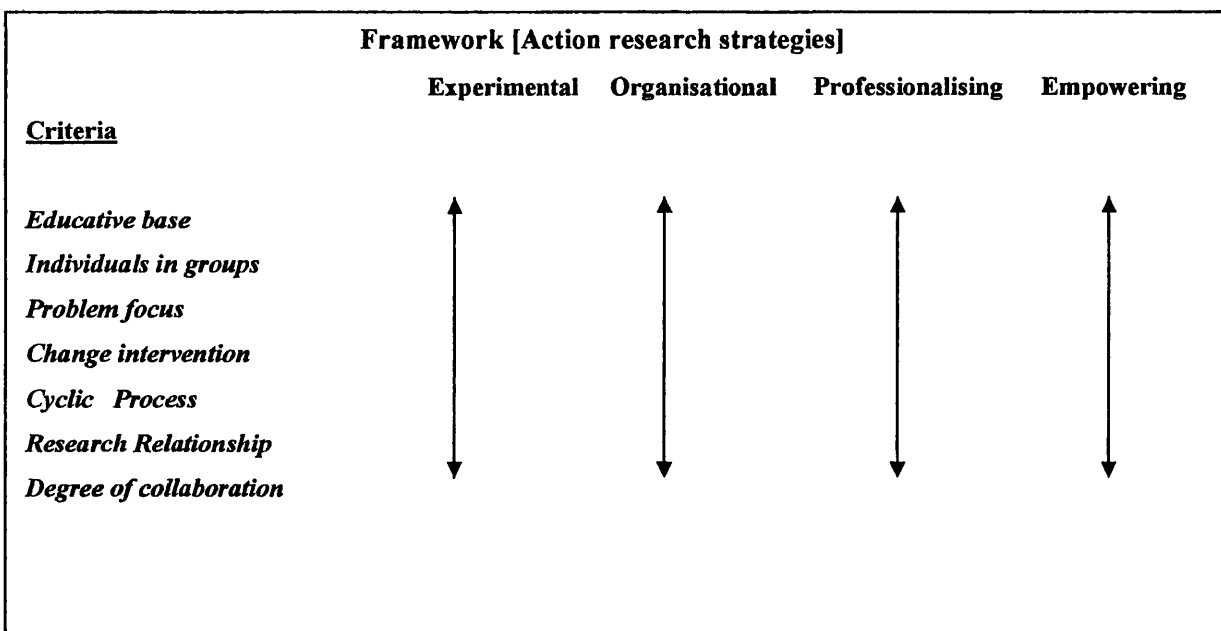 Framework [Action research strategies]
Experimental Organisational Professionalising Empowering
Criteria
Educative base
Individuals in groups
Problem focus
Change intervention
Cyclic Process
Research Relationship
Degree of collaboration